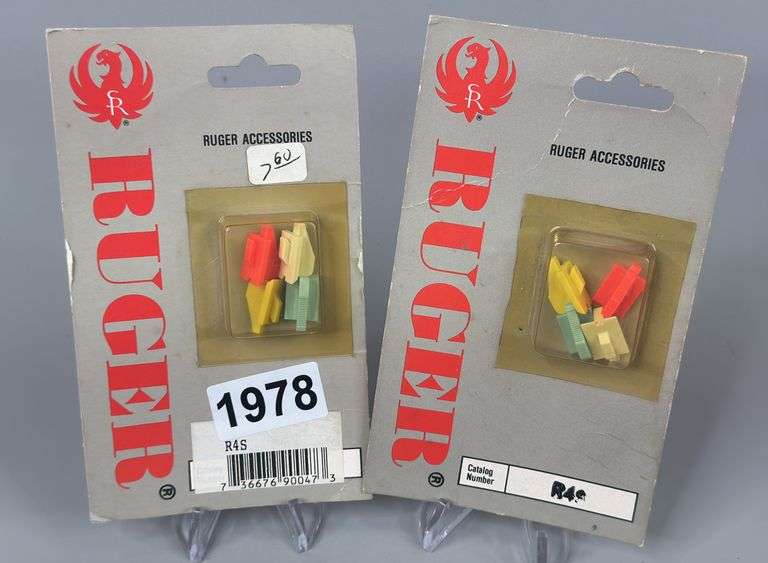 RUGER ACCESSORIES
7 60
RUGER
®
1978
R4S
7 36676 90047 3
RUGER ACCESSORIES
RUGER
®
Catalog
Number
R4S